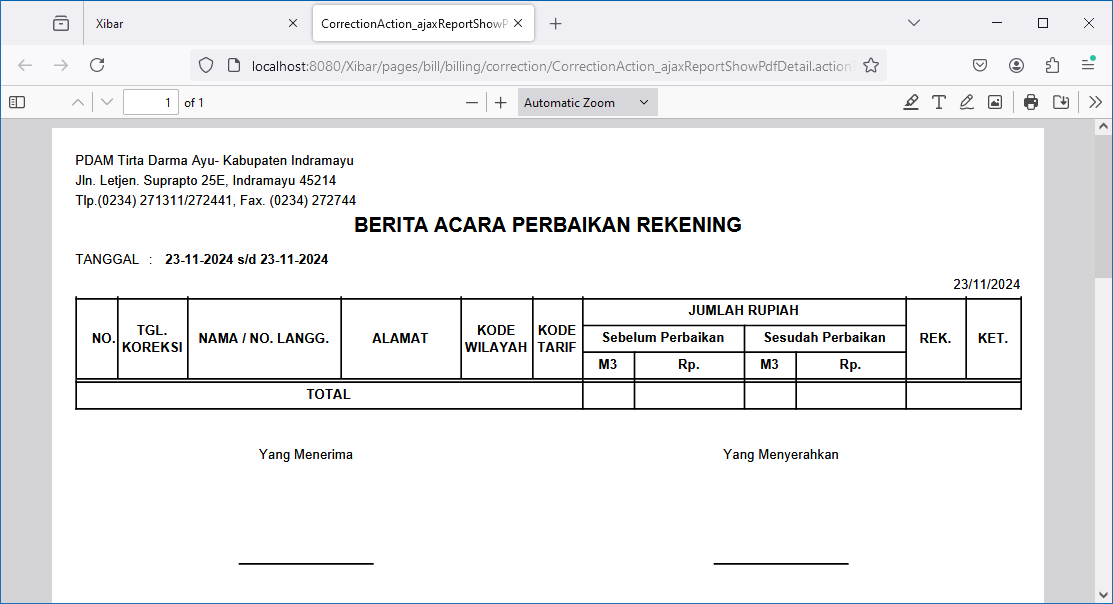 Xibar
CorrectionAction_ajaxReportShowP
localhost:8080/Xibar/pages/bill/billing/correction/CorrectionAction_ajaxReportShowPdfDetail.action
1 of 1
Automatic Zoom
PDAM Tirta Darma Ayu- Kabupaten Indramayu
Jln. Letjen. Suprapto 25E, Indramayu 45214
Tlp.(0234) 271311/272441, Fax. (0234) 272744
BERITA ACARA PERBAIKAN REKENING
TANGGAL : 23-11-2024 s/d 23-11-2024
23/11/2024
NO.
TGL.
KOREKSI
NAMA / NO. LANGG.
ALAMAT
KODE
WILAYAH
KODE
TARIF
JUMLAH RUPIAH
Sebelum Perbaikan
Sesudah Perbaikan
M3
Rp.
M3
Rp.
REK.
KET.
TOTAL
Yang Menerima
Yang Menyerahkan